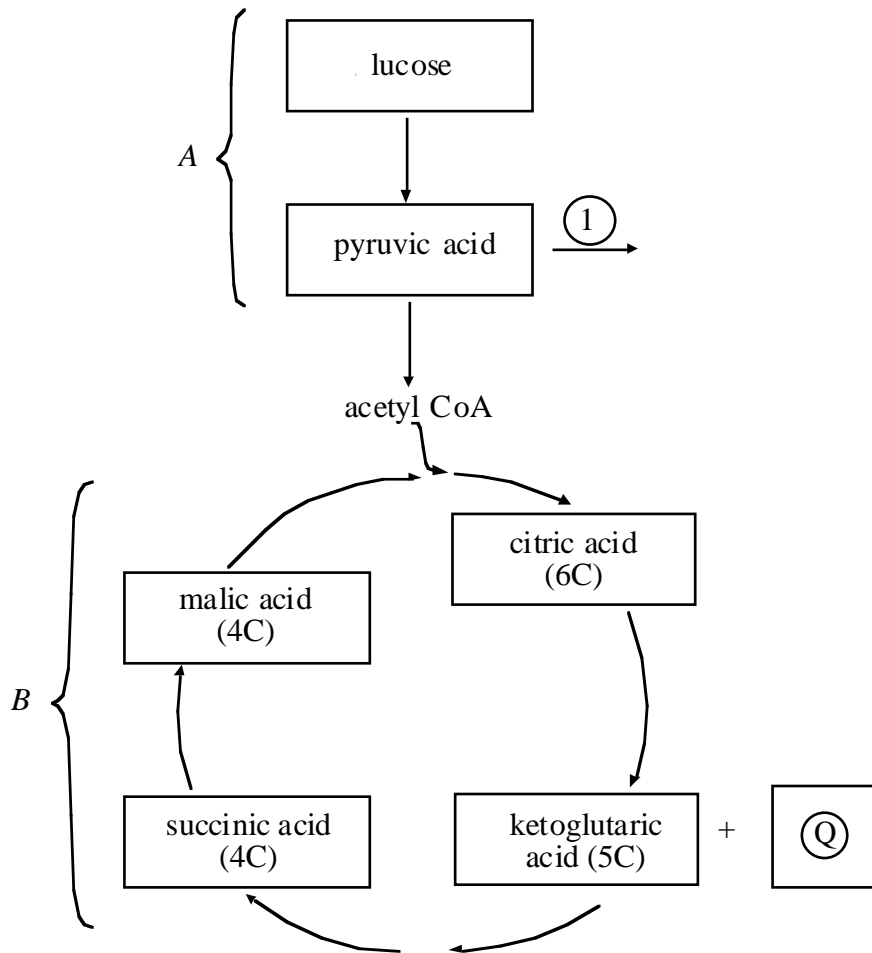 lucose
A
pyruvic acid
1
acetyl CoA
citric acid
(6C)
malic acid
(4C)
B
succinic acid
(4C)
ketoglutaric
acid (5C)
+
Q